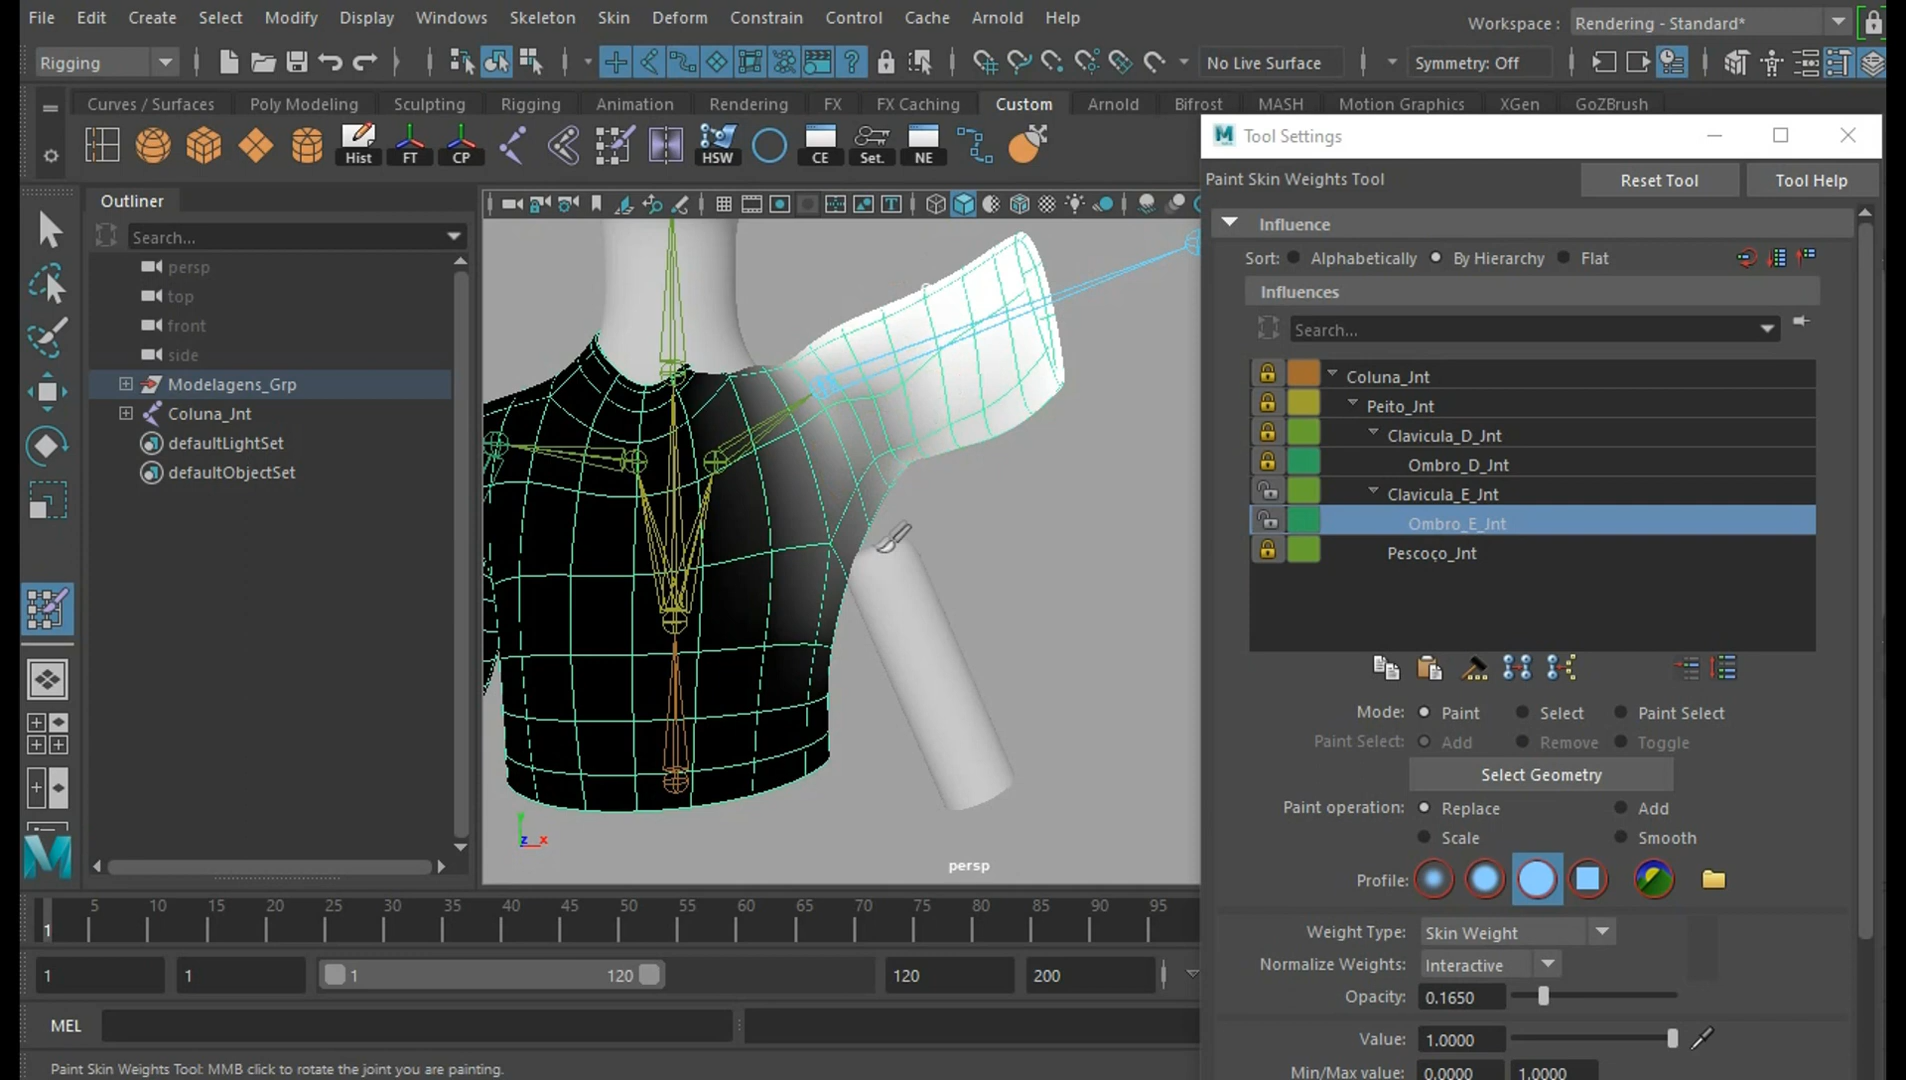 File Edit Create Select Modify Display Windows Skeleton Skin Deform Constrain Control Cache Arnold Help
Workspace : Rendering - Standard*
Rigging
No Live Surface
Symmetry: Off
Curves / Surfaces Poly Modeling Sculpting Rigging Animation Rendering FX FX Caching Custom Arnold Bifrost MASH Motion Graphics XGen GoZBrush
Hist FT CP HSW CE Set. NE
Tool Settings
Paint Skin Weights Tool
Reset Tool
Tool Help
Outliner
Search...
persp
top
front
side
Modelagens_Grp
Coluna_Jnt
defaultLightSet
defaultObjectSet
z x
persp
Influence
Sort: Alphabetically By Hierarchy Flat
Influences
Search...
Coluna_Jnt
Peito_Jnt
Clavicula_D_Jnt
Ombro_D_Jnt
Clavicula_E_Jnt
Ombro_E_Jnt
Pescoço_Jnt
Mode: Paint Select Paint Select
Paint Select: Add Remove Toggle
Select Geometry
Paint operation: Replace Add
Scale Smooth
Profile:
Weight Type: Skin Weight
Normalize Weights: Interactive
Opacity: 0.1650
Value: 1.0000
Min/Max value: 0.0000 1.0000
5 10 15 20 25 30 35 40 45 50 55 60 65 70 75 80 85 90 95
1
1 1 1 120 120 200
MEL
Paint Skin Weights Tool: MMB click to rotate the joint you are painting.